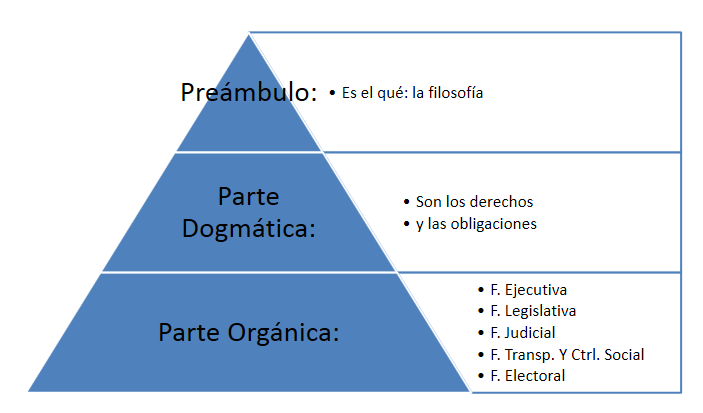 Preámbulo:
• Es el qué: la filosofía
Parte
Dogmática:
• Son los derechos
• y las obligaciones
Parte Orgánica:
• F. Ejecutiva
• F. Legislativa
• F. Judicial
• F. Transp. Y Ctrl. Social
• F. Electoral